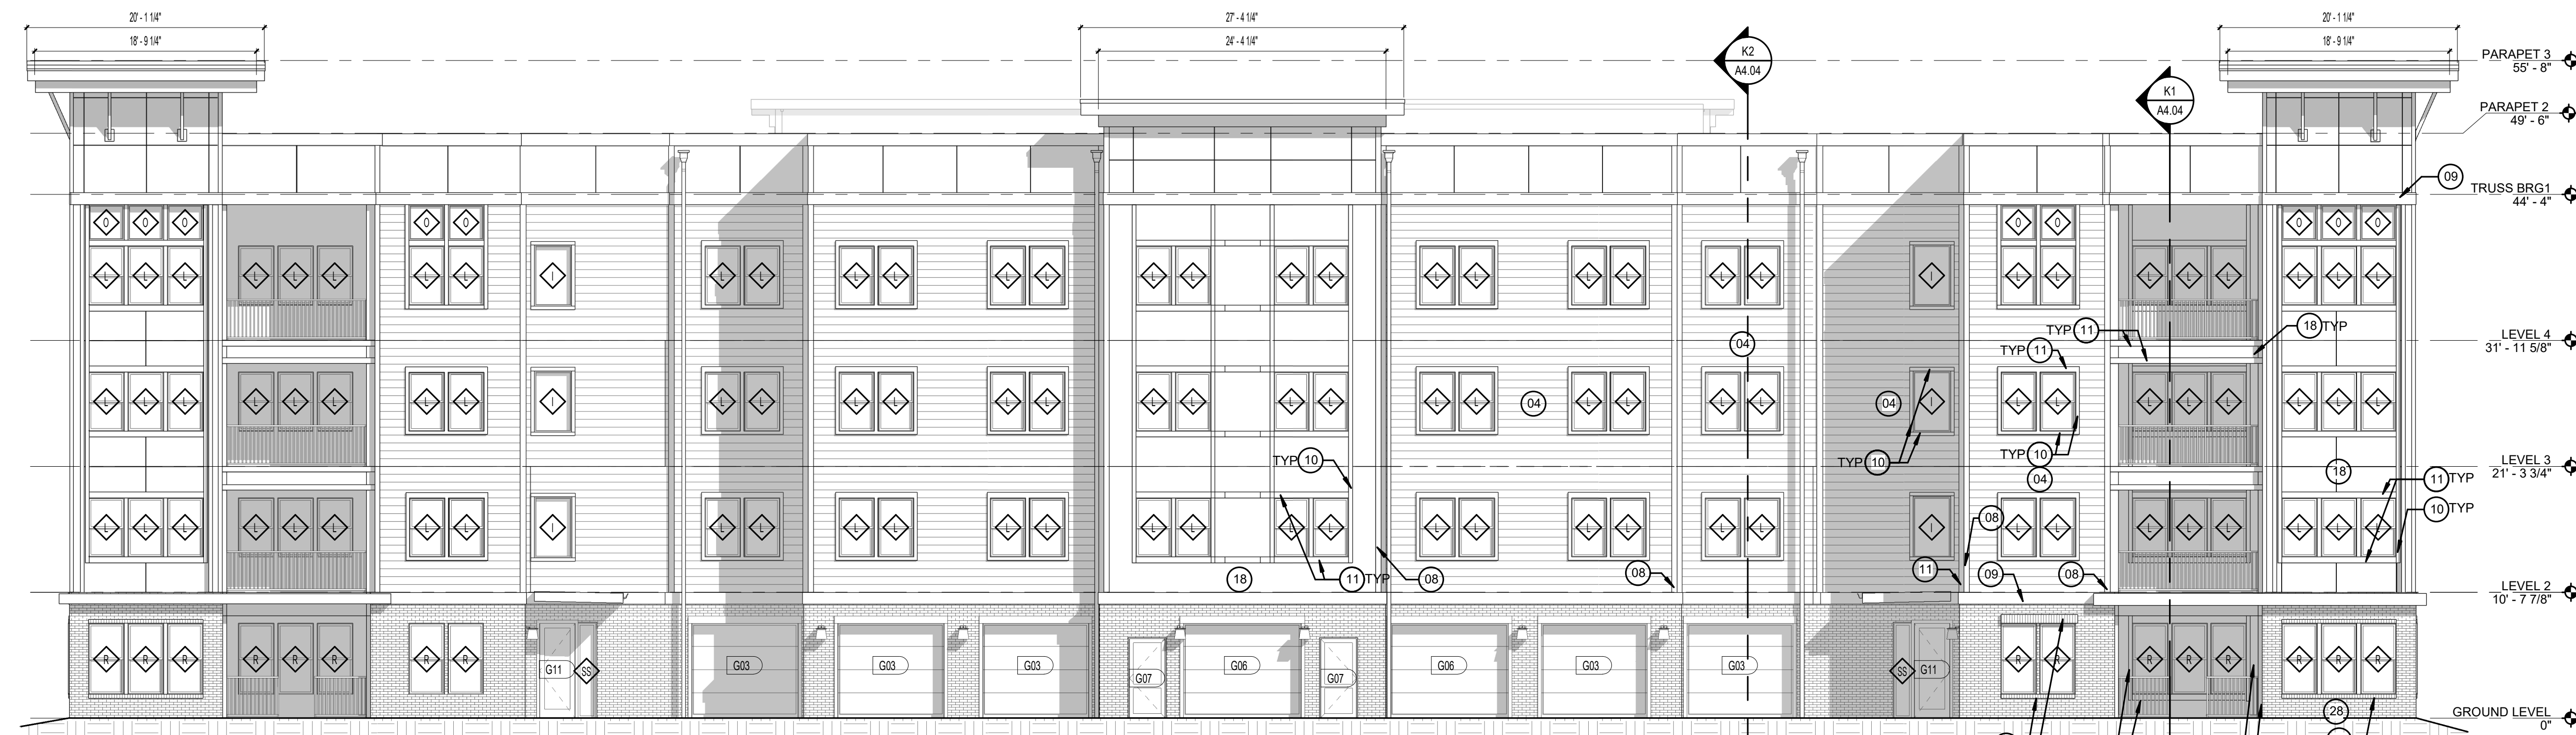 20' - 1 1/4"
27' - 4 1/4"
20' - 1 1/4"
18' - 9 1/4"
24' - 4 1/4"
18' - 9 1/4"
K2
A4.04
PARAPET 3
55' - 8"
K1
A4.04
PARAPET 2
49' - 6"
09
TRUSS BRG1
44' - 4"
O O O O O O O O O O
L L L L L L L L I L L L L L L L L L L L L L L L L L L I L L L L L L L L
TYP 11
18 TYP
04
TYP 11
LEVEL 4
31' - 11 5/8"
L L L L L L L L I L L L L L L L L L L L L L L L L L L I L L L L L L L L
04
04
TYP 10
TYP 10
TYP 10
04
18
LEVEL 3
21' - 3 3/4"
11 TYP
10 TYP
L L L L L L L L I L L L L L L L L L L L L L L L L L L I L L L L L L L L
08
18
11 TYP
08
08
11
09
08
LEVEL 2
10' - 7 7/8"
R R R R R R R R G11 SS G03 G03 G03 G07 G06 G07 G06 G03 G03 SS G11 R R R R R R R R
28
GROUND LEVEL
0"